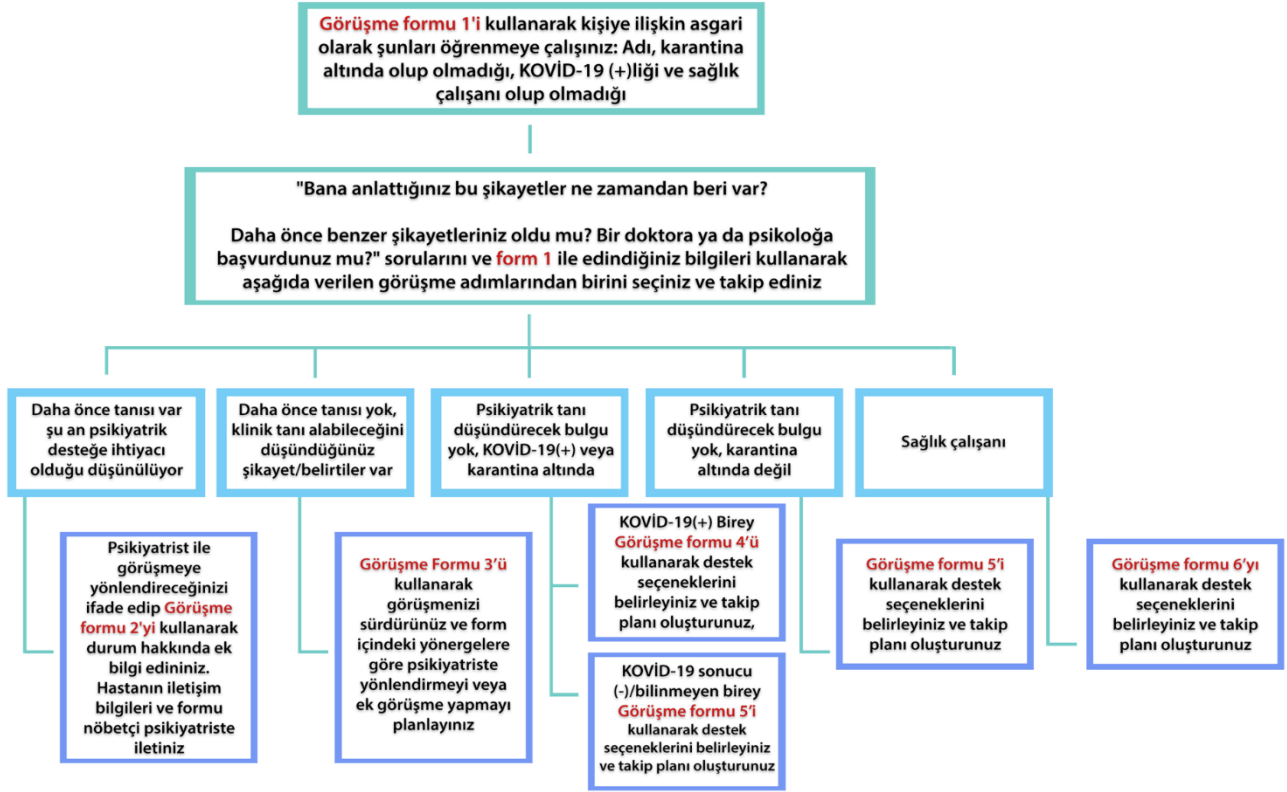 Görüşme formu 1'i kullanarak kişiye ilişkin asgari
olarak şunları öğrenmeye çalışınız: Adı, karantina
altında olup olmadığı, KOVİD-19 (+)liği ve sağlık
çalışanı olup olmadığı
"Bana anlattığınız bu şikayetler ne zamandan beri var?
Daha önce benzer şikayetleriniz oldu mu? Bir doktora ya da psikoloğa
başvurdunuz mu?" sorularını ve form 1 ile edindiğiniz bilgileri kullanarak
aşağıda verilen görüşme adımlarından birini seçiniz ve takip ediniz
Daha önce tanısı var
şu an psikiyatrik
desteğe ihtiyacı
olduğu düşünülüyor
Daha önce tanısı yok,
klinik tanı alabileceğini
düşündüğünüz
şikayet/belirtiler var
Psikiyatrik tanı
düşündürecek bulgu
yok, KOVİD-19(+) veya
karantina altında
Psikiyatrik tanı
düşündürecek bulgu
yok, karantina
altında değil
Sağlık çalışanı
Psikiyatrist ile
görüşmeye
yönlendireceğinizi
ifade edip Görüşme
formu 2'yi kullanarak
durum hakkında ek
bilgi edininiz.
Hastanın iletişim
bilgileri ve formu
nöbetçi psikiyatriste
iletiniz
Görüşme Formu 3'ü
kullanarak
görüşmenizi
sürdürünüz ve form
içindeki yönergelere
göre psikiyatriste
yönlendirmeyi veya
ek görüşme yapmayı
planlayınız
KOVİD-19(+) Birey
Görüşme formu 4'ü
kullanarak destek
seçeneklerini
belirleyiniz ve takip
planı oluşturunuz,
KOVİD-19 sonucu
(-)/bilinmeyen birey
Görüşme formu 5'i
kullanarak destek
seçeneklerini belirleyiniz
ve takip planı oluşturunuz
Görüşme formu 5'i
kullanarak destek
seçeneklerini
belirleyiniz ve takip
planı oluşturunuz
Görüşme formu 6'yı
kullanarak destek
seçeneklerini
belirleyiniz ve takip
planı oluşturunuz